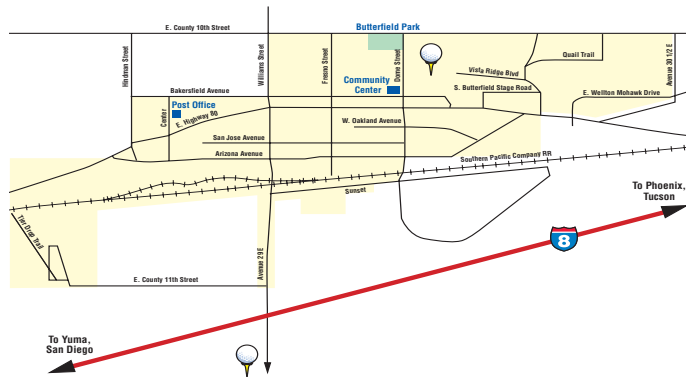 E. County 10th Street
Butterfield Park
Hindman Street
Williams Street
Fresno Street
Dome Street
Quail Trail
Avenue 30 1/2 E
Vista Ridge Blvd
Community
Center
S. Butterfield Stage Road
Bakersfield Avenue
E. Wellton Mohawk Drive
Post Office
Center
E. Highway 80
W. Oakland Avenue
San Jose Avenue
Arizona Avenue
Southern Pacific Company RR
Sunset
To Phoenix,
Tucson
Tier Drop Trail
8
Avenue 29 E
E. County 11th Street
To Yuma,
San Diego